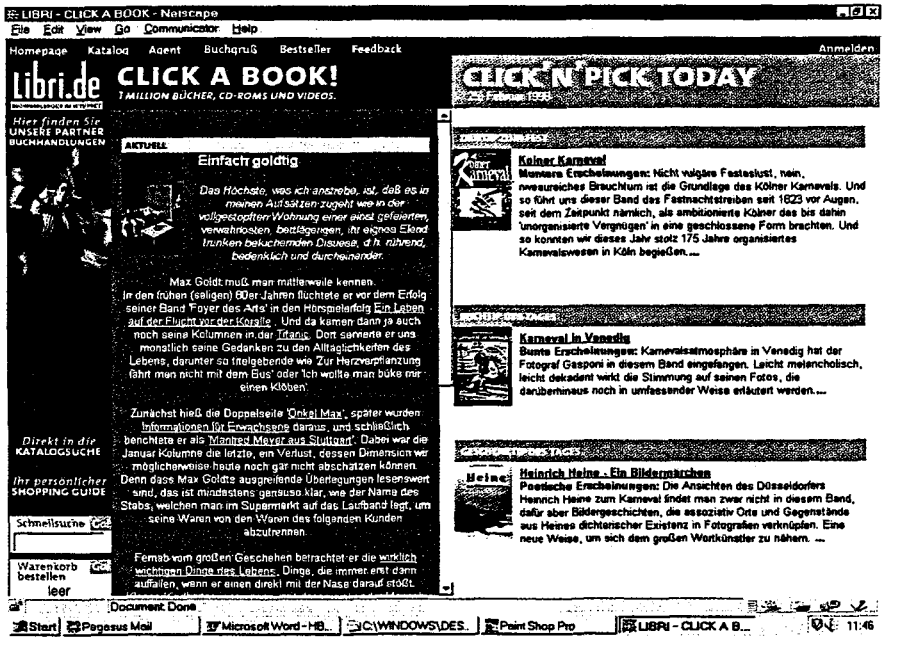 LIBRI - CLICK A BOOK - Netscape
File Edit View Go Communicator Help
Homepage Katalog Agent Buchgruß Bestseller Feedback Anmelden
Libri.de
CLICK A BOOK!
1 MILLION BÜCHER, CD-ROMS UND VIDEOS.
Hier finden Sie
UNSERE PARTNER
BUCHHANDLUNGEN
Direkt in die
KATALOGSUCHE
Ihr persönlicher
SHOPPING GUIDE
Schnellsuche
Warenkorb
bestellen
leer
AKTUELL
Einfach goldtig
Das Höchste, was ich anstrebe, ist, daß es in
meinen Aufsätzen zugeht wie in der
vollgestopften Wohnung einer einst gefeierten,
verwahrlosten, bettlägerigen, ihr eignes Elend
trunken bekichernden Diseuse, d.h. rührend,
bedenklich und durcheinander.
Max Goldt muß man mittlerweile kennen.
In den frühen (seligen) 80er Jahren flüchtete er vor dem Erfolg
seiner Band 'Foyer des Arts' in den Hörspielerfolg Ein Leben
auf der Flucht vor der Koralle . Und da kamen dann ja auch
noch seine Kolumnen in der Titanic. Dort servierte er uns
monatlich seine Gedanken zu den Alltäglichkeiten des
Lebens, darunter so titelgebende wie 'Zur Herzverpflanzung
fährt man nicht mit dem Bus' oder 'Ich wollte man büke mir
einen Klöben'.
Zunächst hieß die Doppelseite 'Onkel Max', später wurden
Informationen für Erwachsene daraus, und schließlich
berichtete er als 'Manfred Meyer aus Stuttgart'. Dabei war die
Januar Kolumne die letzte, ein Verlust, dessen Dimension wir
möglicherweise heute noch gar nicht abschätzen können.
Denn dass Max Goldts ausgreifende Überlegungen lesenswert
sind, das ist mindestens genauso klar, wie der Name des
Stabs, welchen man im Supermarkt auf das Laufband legt, um
seine Waren von den Waren des folgenden Kunden
abzutrennen.
Fernab vom großen Geschehen betrachtet er die wirklich
wichtigen Dinge des Lebens. Dinge, die immer erst dann
auffallen, wenn er einen direkt mit der Nase darauf stößt.
CLICK 'N' PICK TODAY
Februar 1998
Kölner Karneval
Muntere Erscheinungen: Nicht vulgäre Festeslust, nein,
niveaureiches Brauchtum ist die Grundlage des Kölner Karnevals. Und
so führt uns dieser Band des Fastnachtstreiben seit 1823 vor Augen,
seit dem Zeitpunkt nämlich, als ambitionierte Kölner das bis dahin
'unorganisierte Vergnügen' in eine geschlossene Form brachten. Und
so konnten wir dieses Jahr stolz 175 Jahre organisiertes
Karnevalswesen in Köln begießen....
Karneval in Venedig
Bunte Erscheinungen: Karnevalsatmosphäre in Venedig hat der
Fotograf Gasponi in diesem Band eingefangen. Leicht melancholisch,
leicht dekadent wirkt die Stimmung auf seinen Fotos, die
darüberhinaus noch in umfassender Weise erläutert werden....
GESCHENKTIP DES TAGES
Heine
Heinrich Heine - Ein Bildermärchen
Poetische Erscheinungen: Die Ansichten des Düsseldorfers
Heinrich Heine zum Karneval findet man zwar nicht in diesem Band,
dafür aber Bildergeschichten, die assoziativ Orte und Gegenstände
aus Heines dichterischer Existenz in Fotografien verknüpfen. Eine
neue Weise, um sich dem großen Wortkünstler zu nähern. ...
Document Done
Start Pegasus Mail Microsoft Word - HB... C:\WINDOWS\DES.. Paint Shop Pro LIBRI - CLICK A B... 11:46